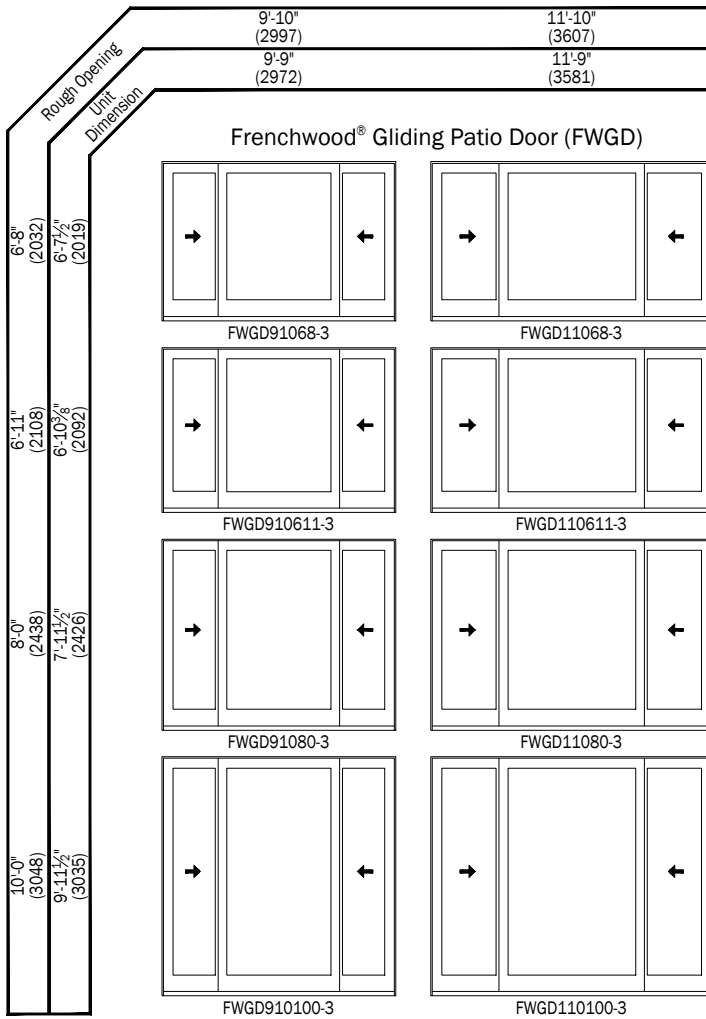 9'-10"
(2997)
11'-10"
(3607)
Rough Opening
9'-9"
(2972)
11'-9"
(3581)
Unit
Dimension
Frenchwood® Gliding Patio Door (FWGD)
6'-8"
(2032)
6'-7½"
(2019)
FWGD91068-3
FWGD11068-3
6'-11"
(2108)
6'-10⅜"
(2092)
FWGD910611-3
FWGD110611-3
8'-0"
(2438)
7'-11½"
(2426)
FWGD91080-3
FWGD11080-3
10'-0"
(3048)
9'-11½"
(3035)
FWGD910100-3
FWGD110100-3